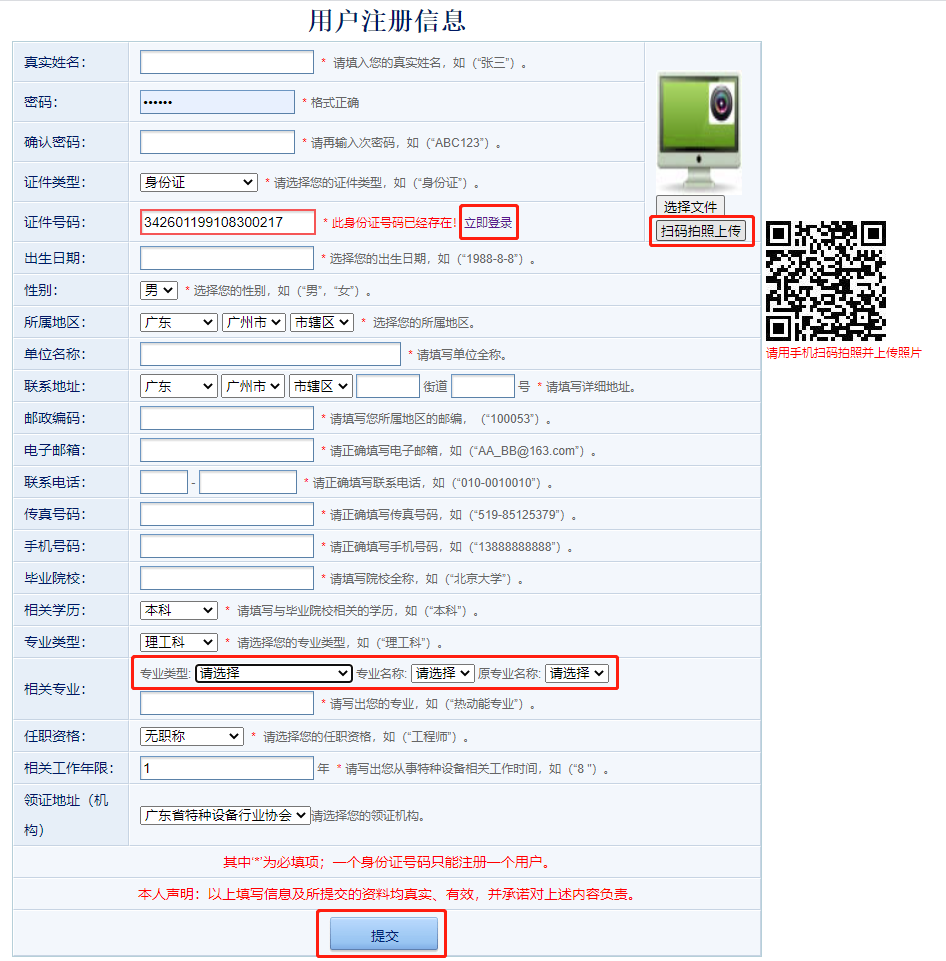 用户注册信息
真实姓名： * 请填入您的真实姓名，如（“张三”）。
密码： •••••• * 格式正确
确认密码： * 请再输入次密码，如（“ABC123”）。
证件类型： 身份证 * 请选择您的证件类型，如（“身份证”）。
选择文件
证件号码： 342601199108300217 * 此身份证号码已经存在! 立即登录
扫码拍照上传
出生日期： * 选择您的出生日期，如（“1988-8-8”）。
性别： 男 * 选择您的性别，如（“男”，“女”）。
所属地区： 广东 广州市 市辖区 * 选择您的所属地区。
单位名称： * 请填写单位全称。
请用手机扫码拍照并上传照片
联系地址： 广东 广州市 市辖区 街道 号 * 请填写详细地址。
邮政编码： * 请填写您所属地区的邮编，（“100053”）。
电子邮箱： * 请正确填写电子邮箱，如（“AA_BB@163.com”）。
联系电话： - * 请正确填写联系电话，如（“010-0010010”）。
传真号码： * 请正确填写传真号码，如（“519-85125379”）。
手机号码： * 请正确填写手机号码，如（“13888888888”）。
毕业院校： * 请填写院校全称，如（“北京大学”）。
相关学历： 本科 * 请填写与毕业院校相关的学历，如（“本科”）。
专业类型： 理工科 * 请选择您的专业类型，如（“理工科”）。
专业类型: 请选择 专业名称: 请选择 原专业名称: 请选择
相关专业：
* 请写出您的专业，如（“热动能专业”）。
任职资格： 无职称 * 请选择您的任职资格，如（“工程师”）。
相关工作年限： 1 年 * 请写出您从事特种设备相关工作时间，如（“8 ”）。
领证地址（机
构） 广东省特种设备行业协会 请选择您的领证机构。
其中‘*’为必填项；一个身份证号码只能注册一个用户。
本人声明：以上填写信息及所提交的资料均真实、有效，并承诺对上述内容负责。
提交